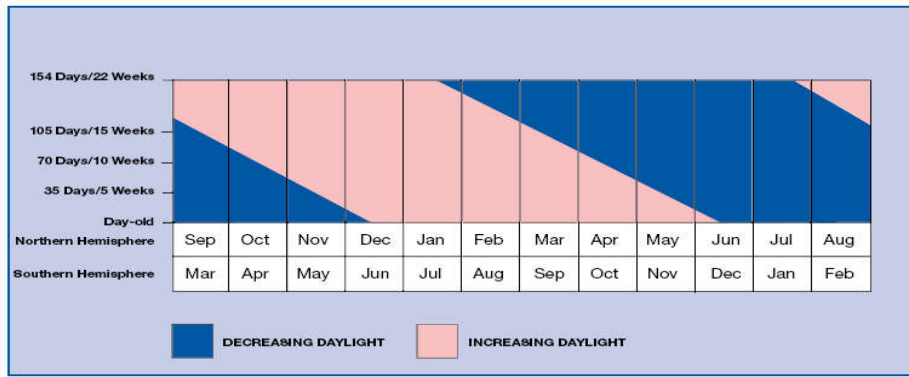 154 Days/22 Weeks
105 Days/15 Weeks
70 Days/10 Weeks
35 Days/5 Weeks
Day-old
Northern Hemisphere Sep Oct Nov Dec Jan Feb Mar Apr May Jun Jul Aug
Southern Hemisphere Mar Apr May Jun Jul Aug Sep Oct Nov Dec Jan Feb
DECREASING DAYLIGHT INCREASING DAYLIGHT